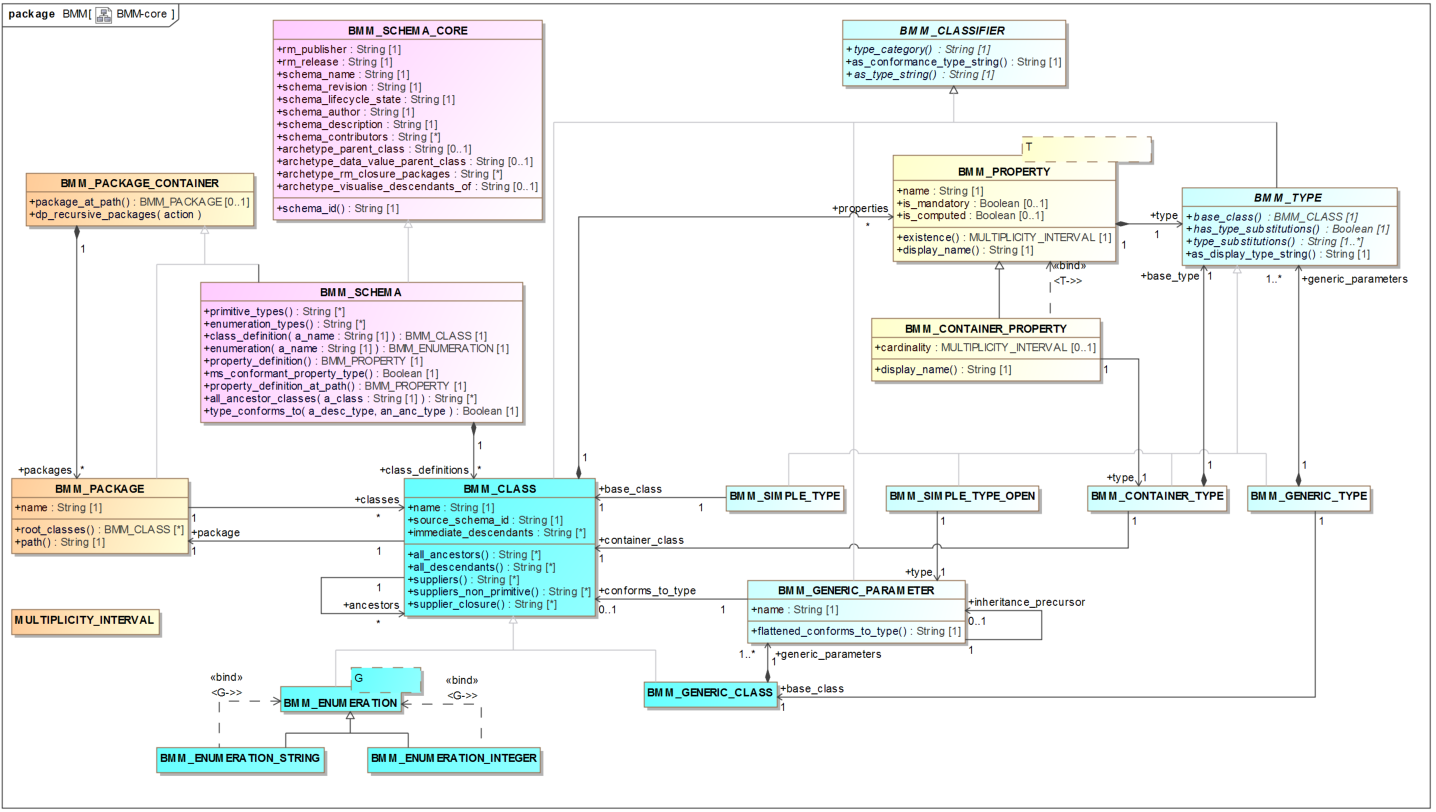 package BMM[ BMM-core ]
BMM_SCHEMA_CORE
+rm_publisher : String [1]
+rm_release : String [1]
+schema_name : String [1]
+schema_revision : String [1]
+schema_lifecycle_state : String [1]
+schema_author : String [1]
+schema_description : String [1]
+schema_contributors : String [*]
+archetype_parent_class : String [0..1]
+archetype_data_value_parent_class : String [0..1]
+archetype_rm_closure_packages : String [*]
+archetype_visualise_descendants_of : String [0..1]
+schema_id() : String [1]
BMM_CLASSIFIER
+type_category() : String [1]
+as_conformance_type_string() : String [1]
+as_type_string() : String [1]
BMM_PACKAGE_CONTAINER
+package_at_path() : BMM_PACKAGE [0..1]
+dp_recursive_packages( action )
1
T
BMM_PROPERTY
+name : String [1]
+is_mandatory : Boolean [0..1]
+is_computed : Boolean [0..1]
+existence() : MULTIPLICITY_INTERVAL [1]
+display_name() : String [1]
+properties
*
+type
1
1
BMM_TYPE
+base_class() : BMM_CLASS [1]
+has_type_substitutions() : Boolean [1]
+type_substitutions() : String [1..*]
+as_display_type_string() : String [1]
«bind»
<T->>
+base_type
1
1..*
+generic_parameters
BMM_SCHEMA
+primitive_types() : String [*]
+enumeration_types() : String [*]
+class_definition( a_name : String [1] ) : BMM_CLASS [1]
+enumeration( a_name : String [1] ) : BMM_ENUMERATION [1]
+property_definition() : BMM_PROPERTY [1]
+ms_conformant_property_type() : Boolean [1]
+property_definition_at_path() : BMM_PROPERTY [1]
+all_ancestor_classes( a_class : String [1] ) : String [*]
+type_conforms_to( a_desc_type, an_anc_type ) : Boolean [1]
BMM_CONTAINER_PROPERTY
+cardinality : MULTIPLICITY_INTERVAL [0..1]
+display_name() : String [1]
1
1
+packages
*
+class_definitions
*
1
+type
1
1
1
BMM_PACKAGE
+name : String [1]
+root_classes() : BMM_CLASS [*]
+path() : String [1]
+classes
*
1
+package
1
1
BMM_CLASS
+name : String [1]
+source_schema_id : String [1]
+immediate_descendants : String [*]
+all_ancestors() : String [*]
+all_descendants() : String [*]
+suppliers() : String [*]
+suppliers_non_primitive() : String [*]
+supplier_closure() : String [*]
+base_class
1
1
BMM_SIMPLE_TYPE
BMM_SIMPLE_TYPE_OPEN
BMM_CONTAINER_TYPE
BMM_GENERIC_TYPE
1
1
1
+container_class
1
+type
1
1
+ancestors
*
+conforms_to_type
0..1
1
BMM_GENERIC_PARAMETER
+name : String [1]
+flattened_conforms_to_type() : String [1]
+inheritance_precursor
0..1
1
MULTIPLICITY_INTERVAL
1..*
1
+generic_parameters
«bind»
<G->>
G
BMM_ENUMERATION
«bind»
<G->>
BMM_GENERIC_CLASS
+base_class
1
BMM_ENUMERATION_STRING
BMM_ENUMERATION_INTEGER